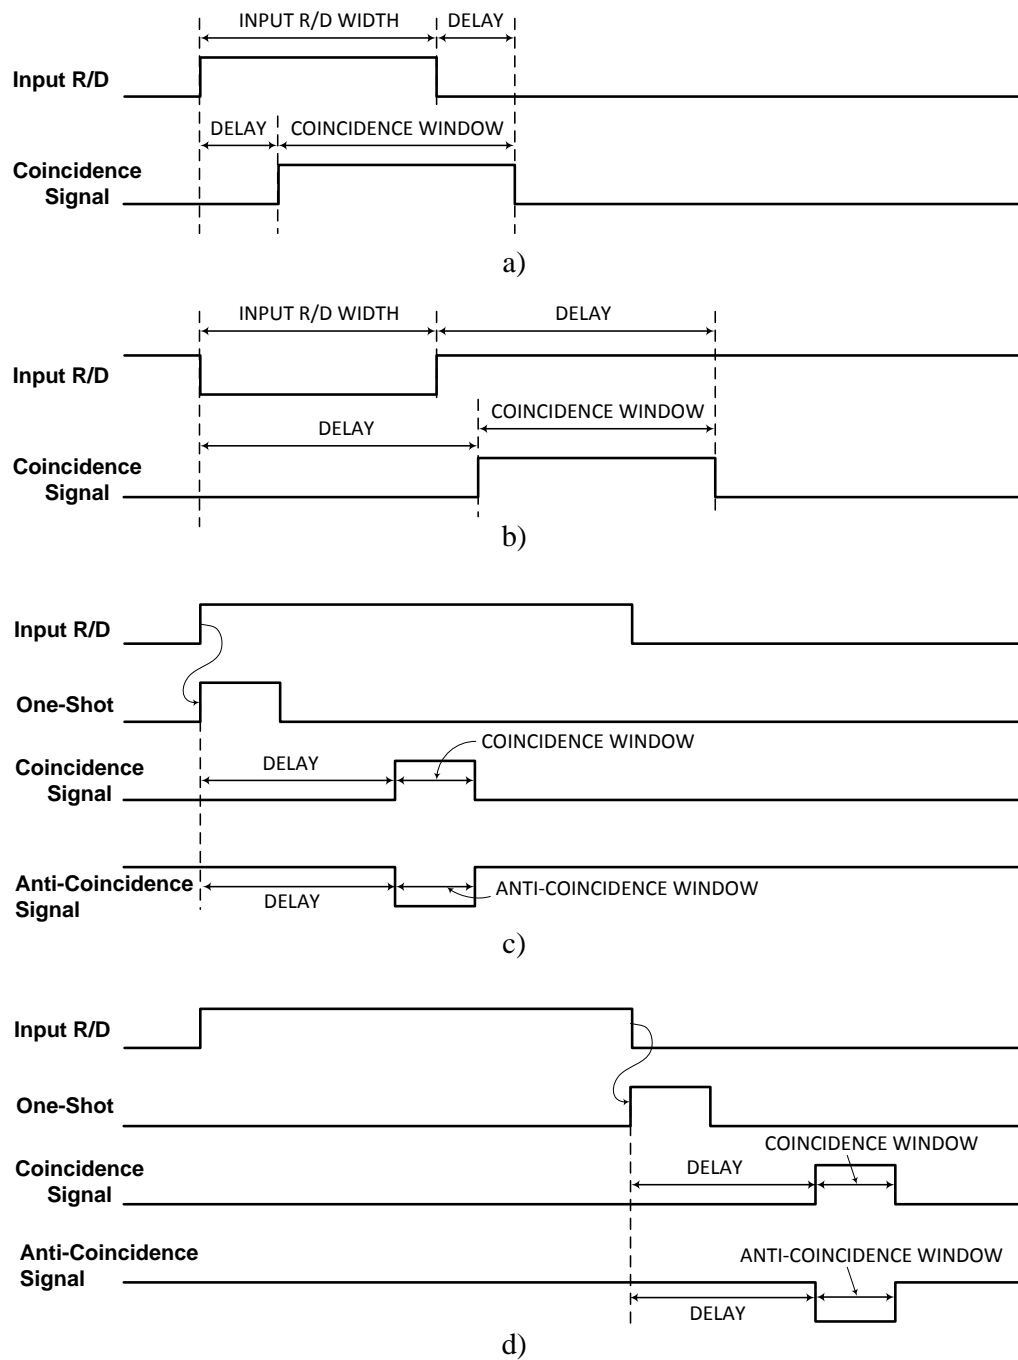 INPUT R/D WIDTH DELAY
Input R/D
DELAY COINCIDENCE WINDOW
Coincidence
Signal
a)
INPUT R/D WIDTH DELAY
Input R/D
COINCIDENCE WINDOW
DELAY
Coincidence
Signal
b)
Input R/D
One-Shot
COINCIDENCE WINDOW
DELAY
Coincidence
Signal
Anti-Coincidence
ANTI-COINCIDENCE WINDOW
DELAY
Signal
c)
Input R/D
One-Shot
COINCIDENCE WINDOW
DELAY
Coincidence
Signal
Anti-Coincidence
ANTI-COINCIDENCE WINDOW
Signal
DELAY
d)